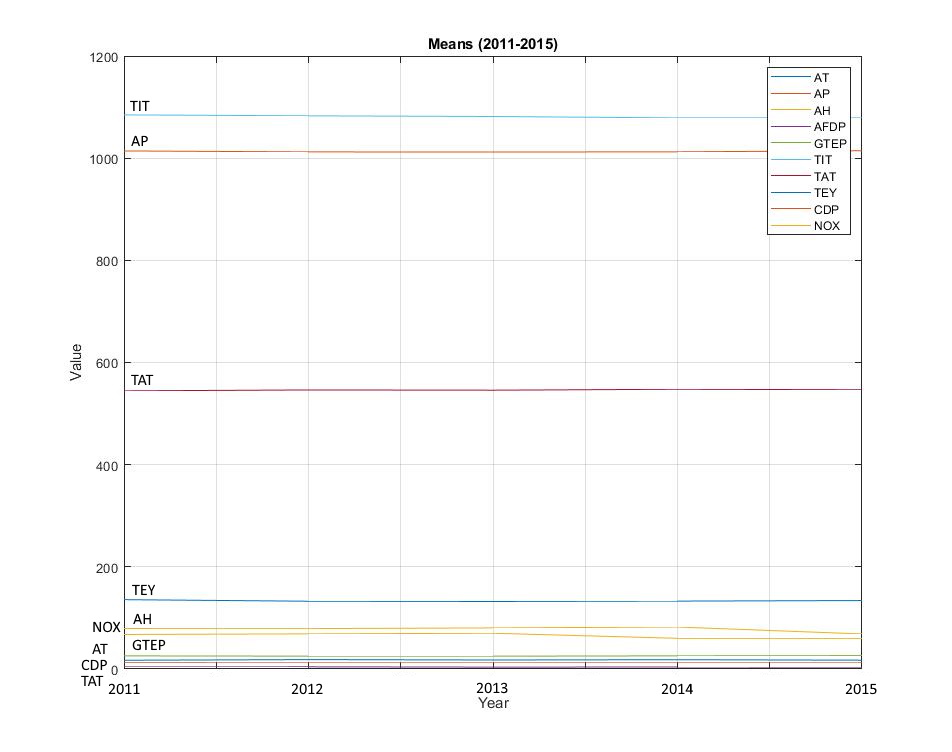 Means (2011-2015)
1200
1000
800
600
400
200
0
Value
TIT
AP
TAT
TEY
AH
NOX
GTEP
AT
CDP
TAT
AT
AP
AH
AFDP
GTEP
TIT
TAT
TEY
CDP
NOX
2011 2012 2013 2014 2015
Year